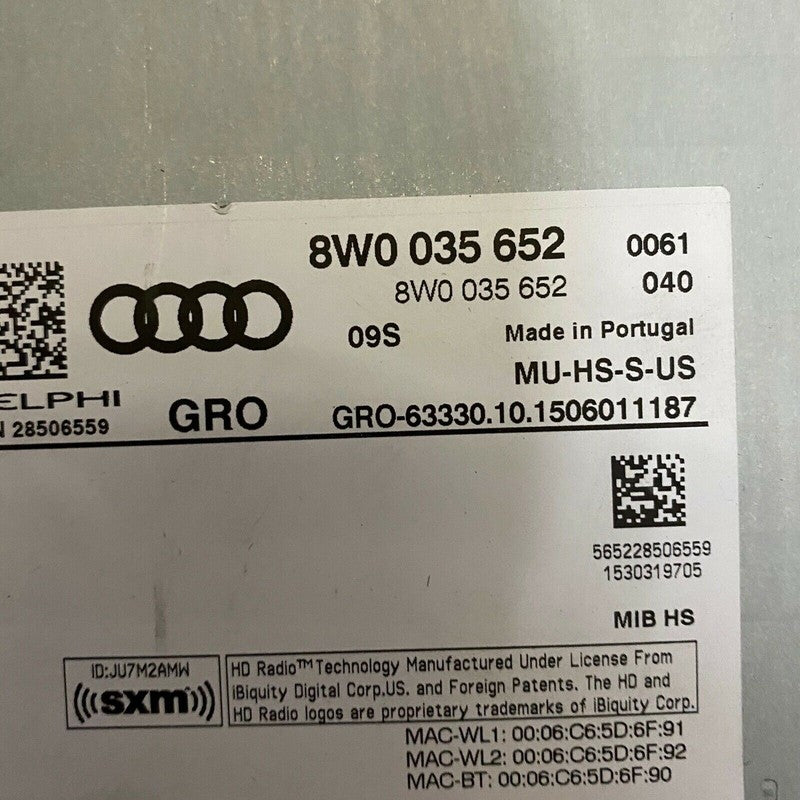 8W0 035 652 0061
8W0 035 652 040
09S Made in Portugal
MU-HS-S-US
ELPHI
N 28506559
GRO GRO-63330.10.1506011187
565228506559
1530319705
MIB HS
ID:JU7M2AMW
((((sxm))))
HD Radio™ Technology Manufactured Under License From
iBiquity Digital Corp.US. and Foreign Patents. The HD and
HD Radio logos are proprietary trademarks of iBiquity Corp.
MAC-WL1: 00:06:C6:5D:6F:91
MAC-WL2: 00:06:C6:5D:6F:92
MAC-BT: 00:06:C6:5D:6F:90